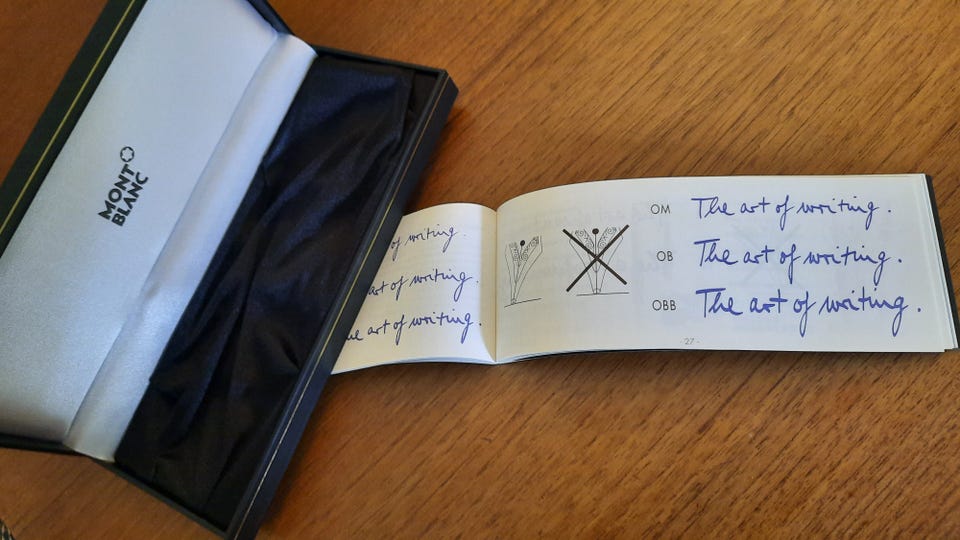 MONT
BLANC
of writing.
art of writing.
art of writing.
OM The art of writing.
OB The art of writing.
OBB The art of writing.
27